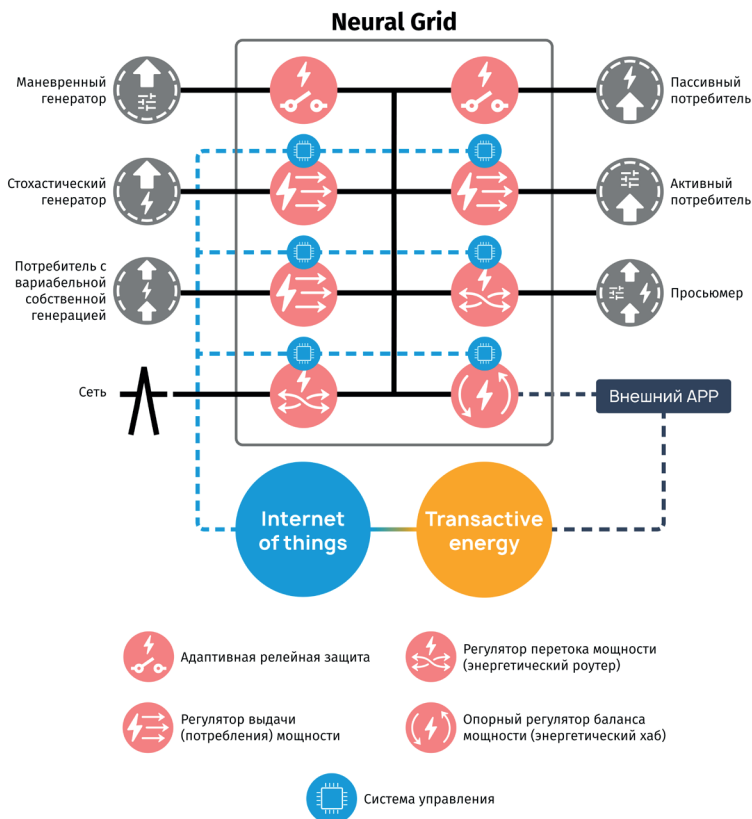 Neural Grid
Маневренный
генератор
Пассивный
потребитель
Стохастический
генератор
Активный
потребитель
Потребитель с
вариабельной
собственной
генерацией
Просьюмер
Сеть
Внешний APP
Internet
of things
Transactive
energy
Адаптивная релейная защита
Регулятор перетока мощности
(энергетический роутер)
Регулятор выдачи
(потребления) мощности
Опорный регулятор баланса
мощности (энергетический хаб)
Система управления